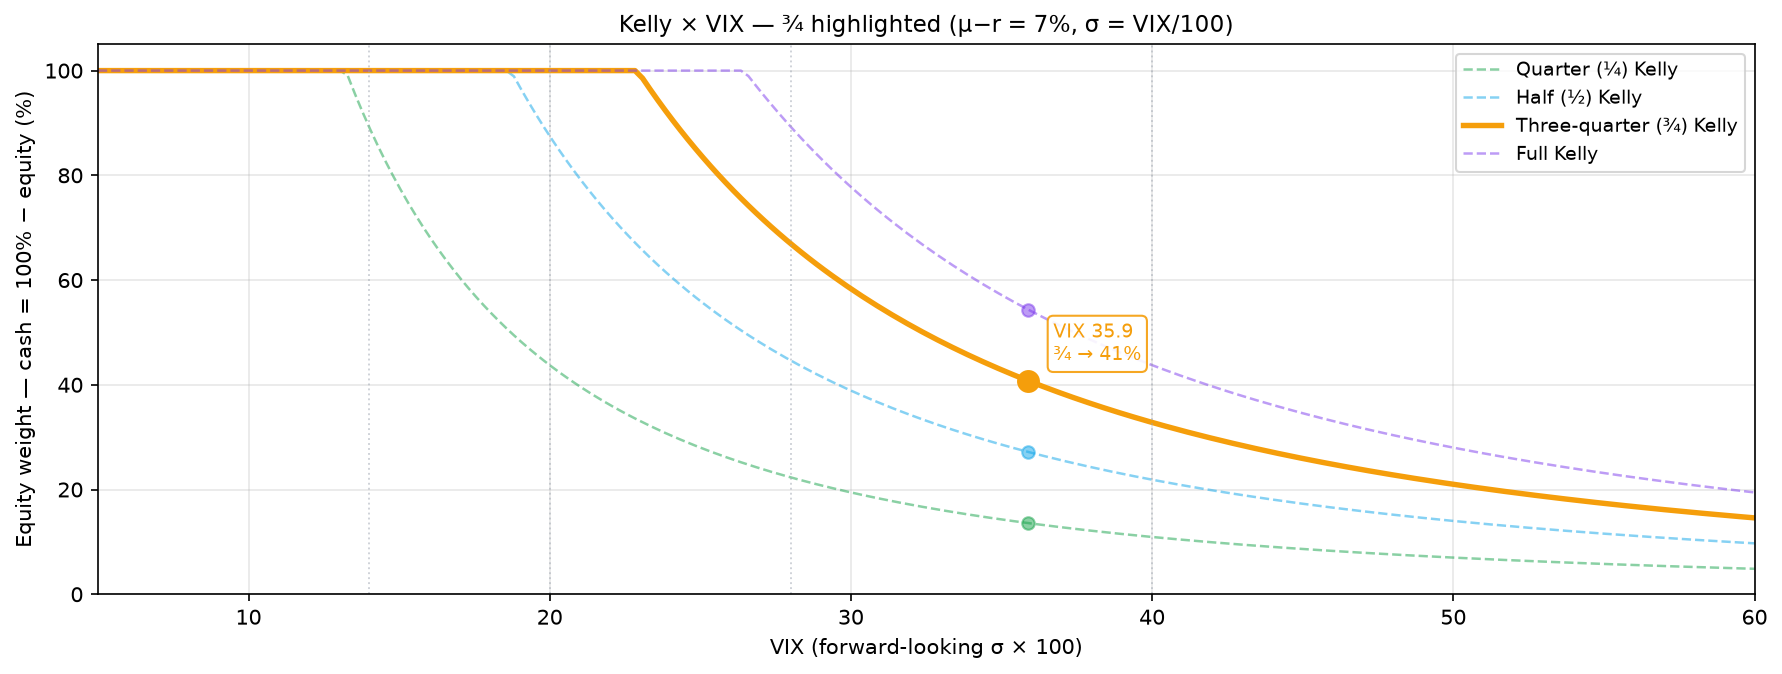 Kelly × VIX — ¾ highlighted (μ−r = 7%, σ = VIX/100)
Equity weight — cash = 100% − equity (%)
100
80
60
40
20
0
Quarter (¼) Kelly
Half (½) Kelly
Three-quarter (¾) Kelly
Full Kelly
VIX 35.9
¾ → 41%
10 20 30 40 50 60
VIX (forward-looking σ × 100)